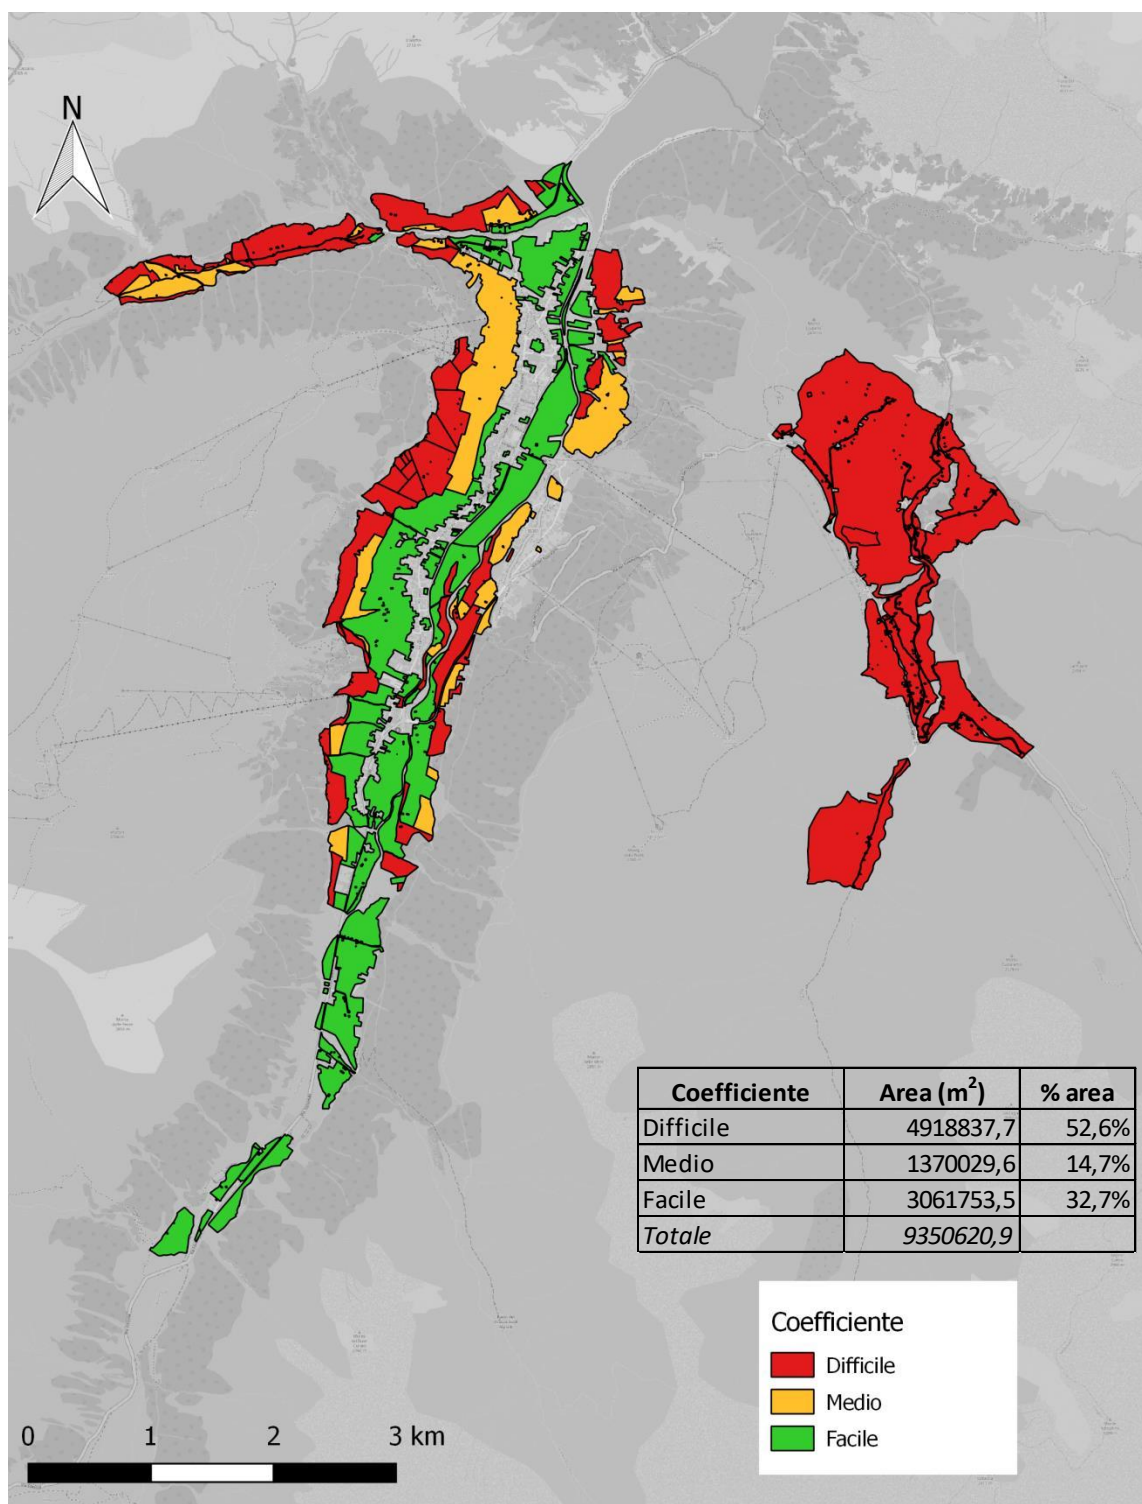 N
Coefficiente Area (m²) % area
Difficile 4918837,7 52,6%
Medio 1370029,6 14,7%
Facile 3061753,5 32,7%
Totale 9350620,9
Coefficiente
Difficile
Medio
Facile
0 1 2 3 km